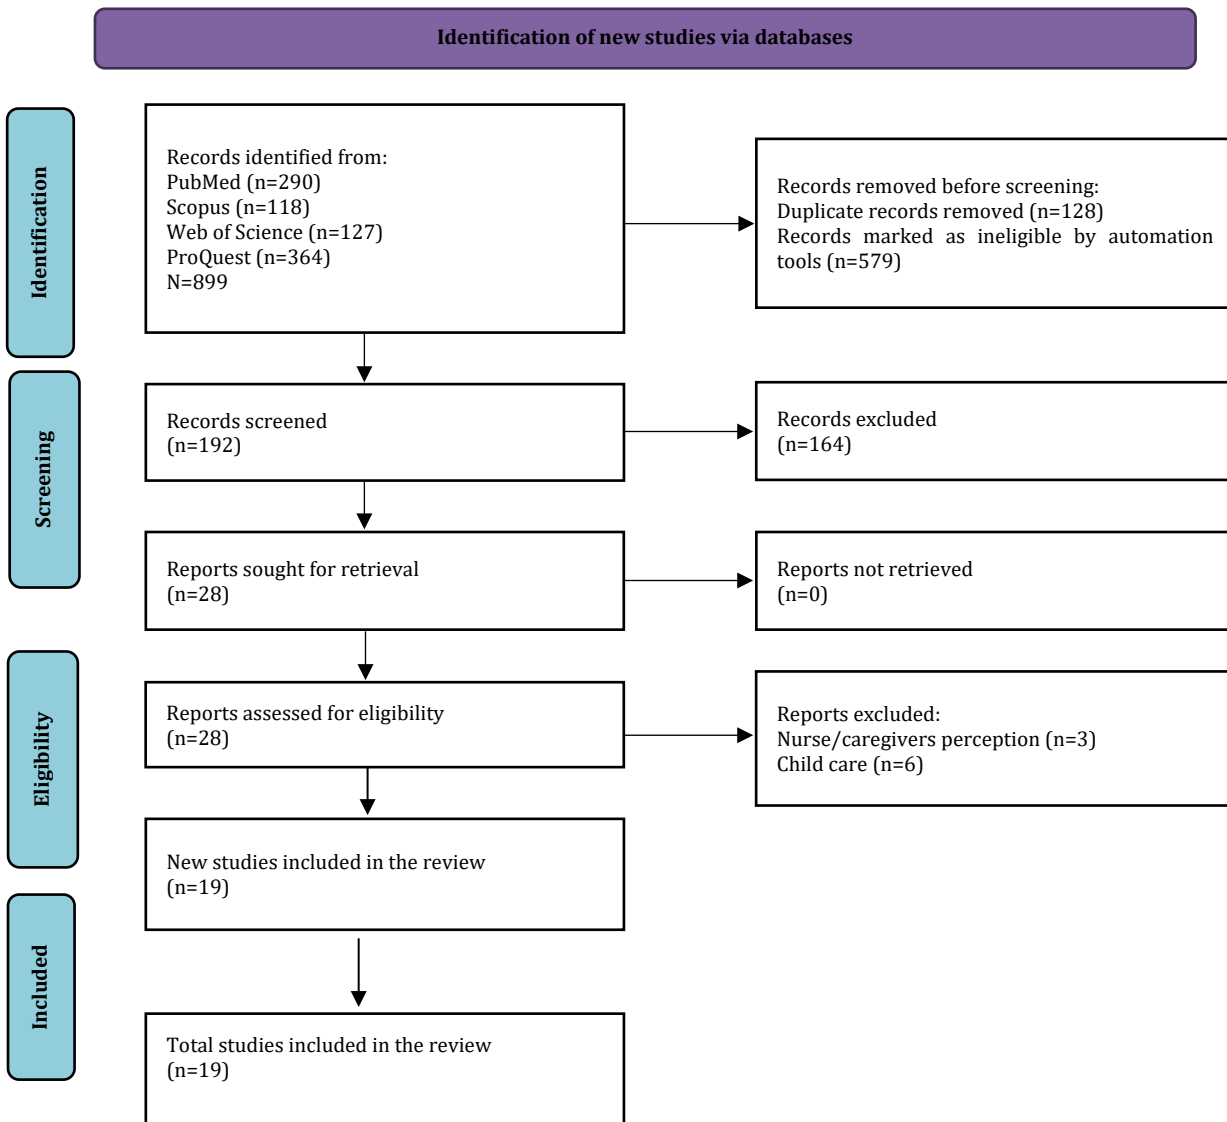 Identification of new studies via databases
Identification
Records identified from:
PubMed (n=290)
Scopus (n=118)
Web of Science (n=127)
ProQuest (n=364)
N=899
Records removed before screening:
Duplicate records removed (n=128)
Records marked as ineligible by automation
tools (n=579)
Screening
Records screened
(n=192)
Records excluded
(n=164)
Reports sought for retrieval
(n=28)
Reports not retrieved
(n=0)
Eligibility
Reports assessed for eligibility
(n=28)
Reports excluded:
Nurse/caregivers perception (n=3)
Child care (n=6)
New studies included in the review
(n=19)
Included
Total studies included in the review
(n=19)